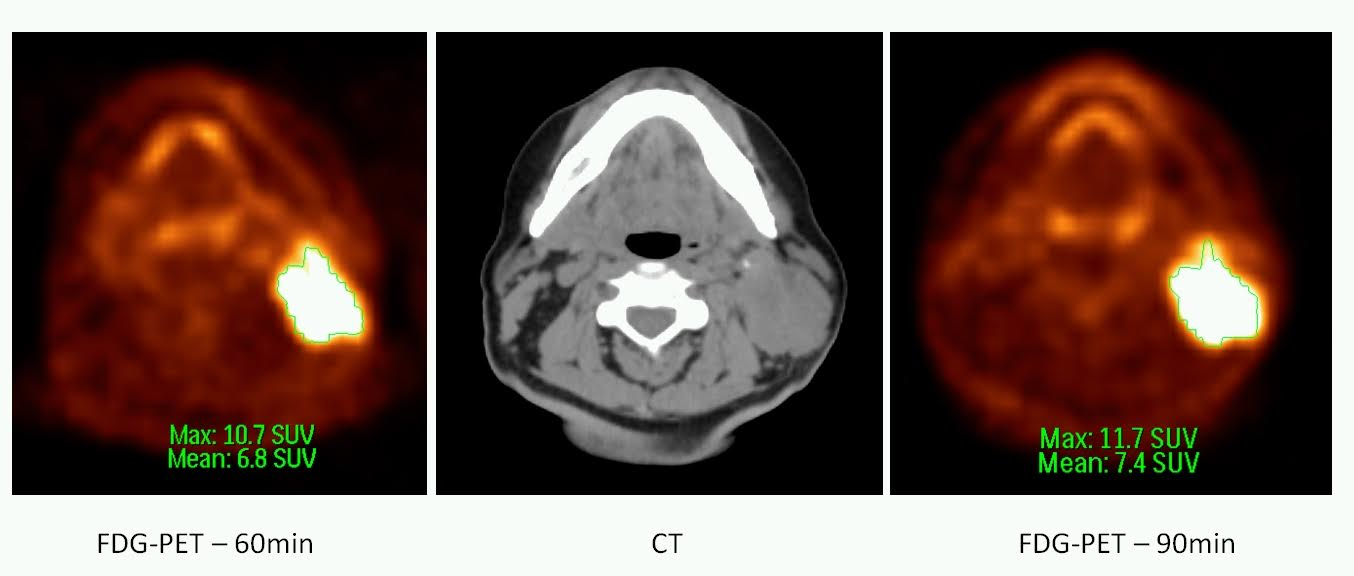 Max: 10.7 SUV
Mean: 6.8 SUV
Max: 11.7 SUV
Mean: 7.4 SUV
FDG-PET – 60min
CT
FDG-PET – 90min